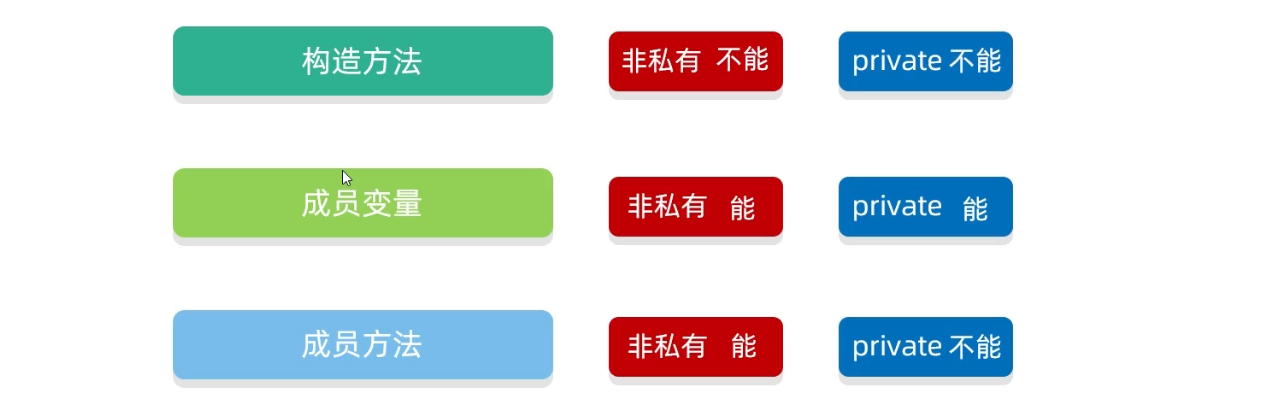 构造方法 非私有 不能 private 不能
成员变量 非私有 能 private 能
成员方法 非私有 能 private 不能